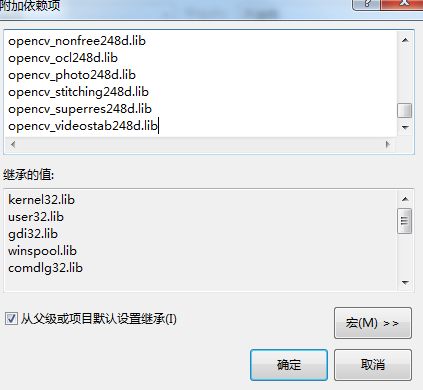 附加依赖项
opencv_nonfree248d.lib
opencv_ocl248d.lib
opencv_photo248d.lib
opencv_stitching248d.lib
opencv_superres248d.lib
opencv_videostab248d.lib
继承的值:
kernel32.lib
user32.lib
gdi32.lib
winspool.lib
comdlg32.lib
从父级或项目默认设置继承(I)
宏(M) >>
确定
取消